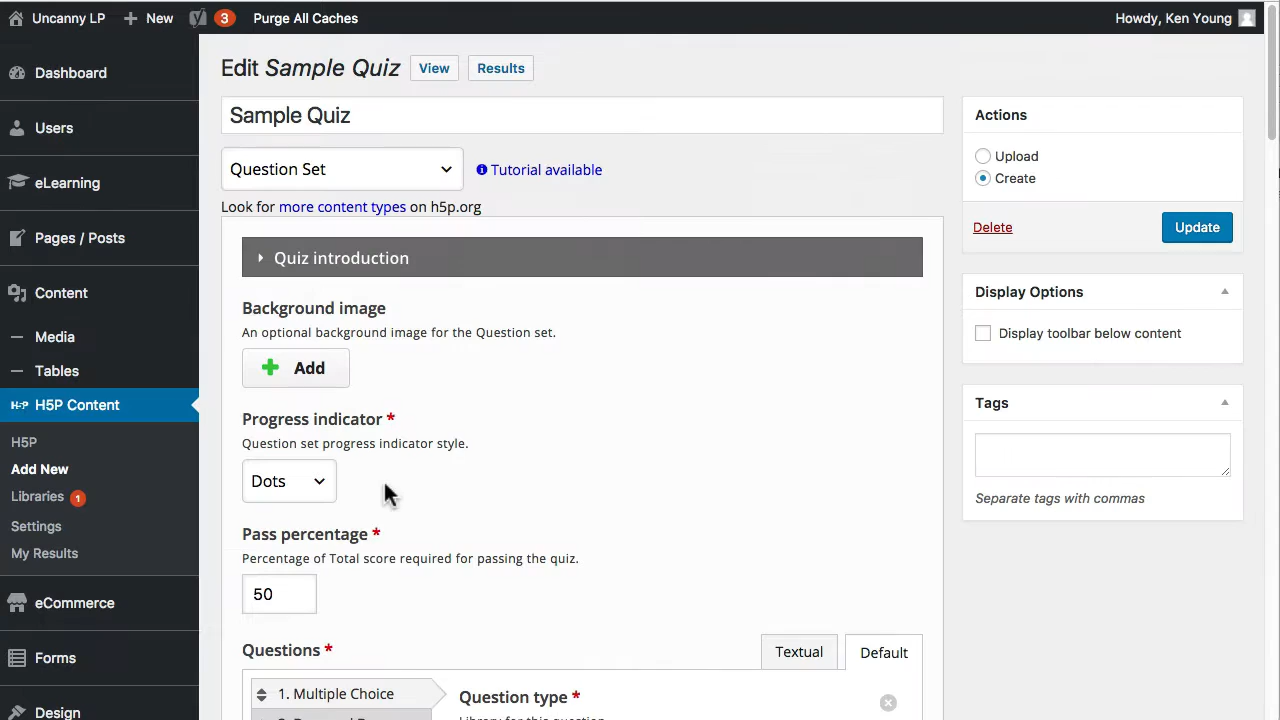 Uncanny LP
New
3
Purge All Caches
Howdy, Ken Young
Dashboard
Users
eLearning
Pages / Posts
Content
Media
Tables
H-P H5P Content
H5P
Add New
Libraries 1
Settings
My Results
eCommerce
Forms
Design
Edit Sample Quiz
View
Results
Sample Quiz
Question Set
Tutorial available
Look for more content types on h5p.org
Quiz introduction
Background image
An optional background image for the Question set.
Add
Progress indicator *
Question set progress indicator style.
Dots
Pass percentage *
Percentage of Total score required for passing the quiz.
50
Questions *
Textual
Default
1. Multiple Choice
Question type *
Library for this question
Actions
Upload
Create
Delete
Update
Display Options
Display toolbar below content
Tags
Separate tags with commas